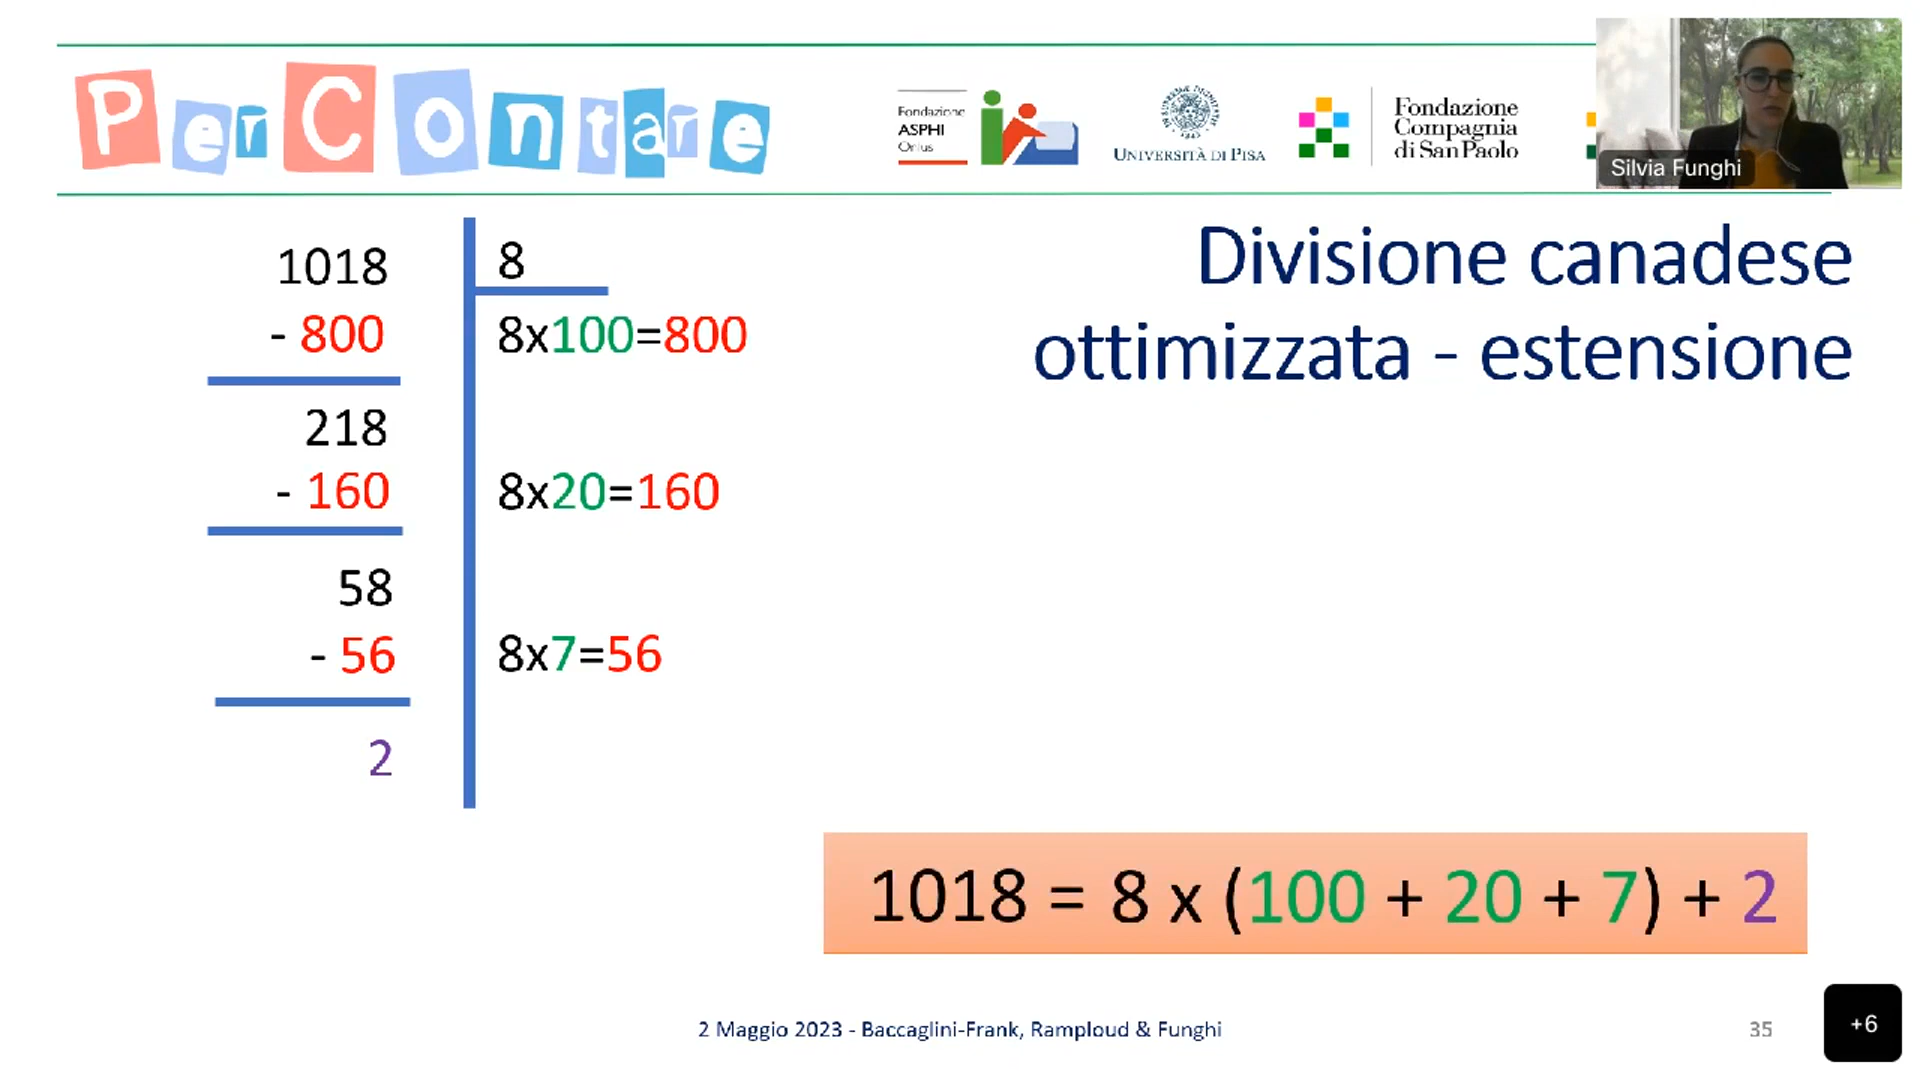 PerContare
Fondazione
ASPHI
Onlus
UNIVERSITÀ DI PISA
Fondazione
Compagnia
di San Paolo
Silvia Funghi
Divisione canadese
ottimizzata - estensione
1018
8
- 800
8x100=800
218
- 160
8x20=160
58
- 56
8x7=56
2
1018 = 8 x (100 + 20 + 7) + 2
2 Maggio 2023 - Baccaglini-Frank, Ramploud & Funghi
35
+6